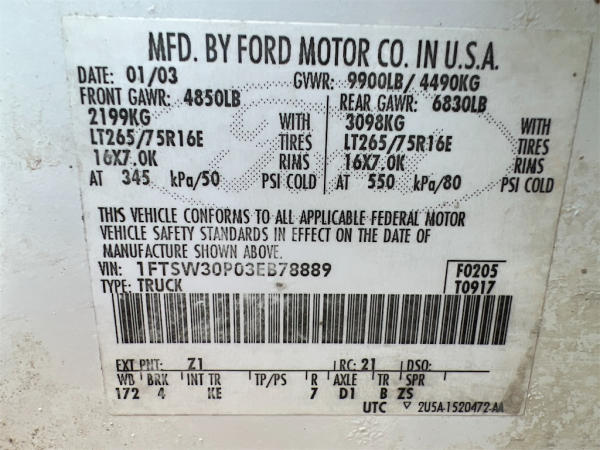 MFD. BY FORD MOTOR CO. IN U.S.A.
DATE: 01/03 GVWR: 9900LB/ 4490KG
FRONT GAWR: 4850LB REAR GAWR: 6830LB
2199KG WITH 3098KG WITH
LT265/75R16E TIRES LT265/75R16E TIRES
16X7.0K RIMS 16X7.0K RIMS
AT 345 kPa/50 PSI COLD AT 550 kPa/80 PSI COLD
THIS VEHICLE CONFORMS TO ALL APPLICABLE FEDERAL MOTOR
VEHICLE SAFETY STANDARDS IN EFFECT ON THE DATE OF
MANUFACTURE SHOWN ABOVE.
VIN: 1FTSW30P03EB78889 F0205
TYPE: TRUCK T0917
EXT PNT: Z1 RC: 21 DSO:
WB BRK INT TR TP/PS R AXLE TR SPR
172 4 KE 7 D1 B ZS
UTC ▽ 2U5A-1520472-AA